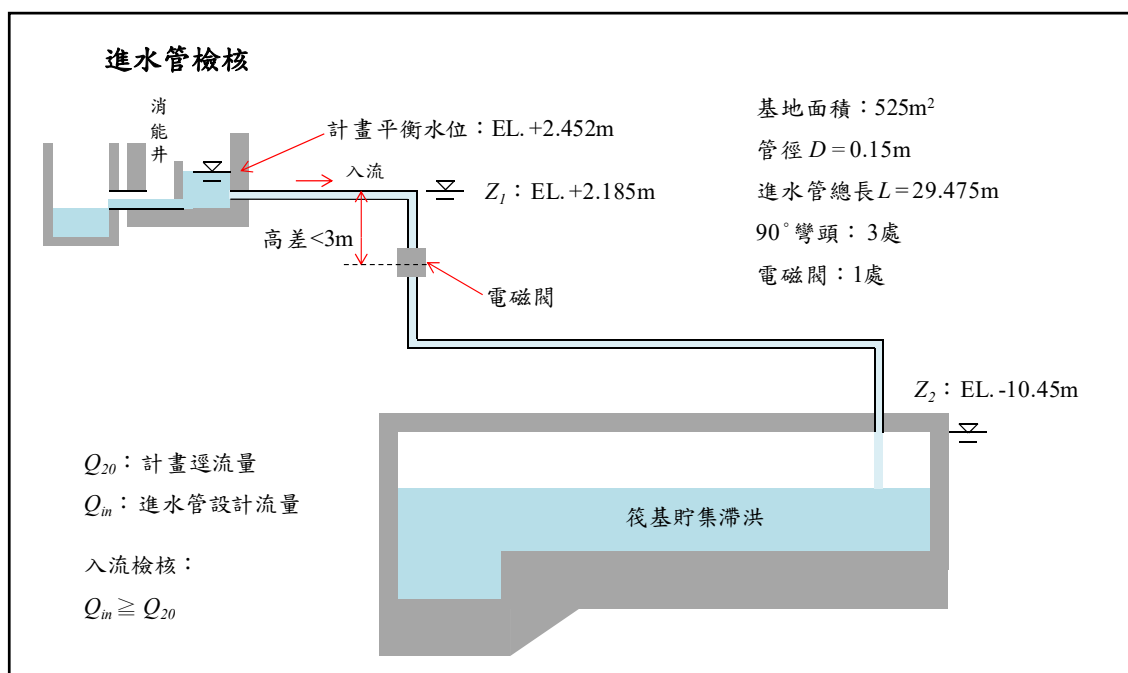 進水管檢核
消能井
計畫平衡水位：EL. +2.452m
入流
Z1：EL. +2.185m
高差<3m
電磁閥
基地面積：525m²
管徑 D = 0.15m
進水管總長L = 29.475m
90°彎頭：3處
電磁閥：1處
Z2：EL. -10.45m
Q20：計畫逕流量
Qin：進水管設計流量
入流檢核：
Qin ≧ Q20
筏基貯集滯洪